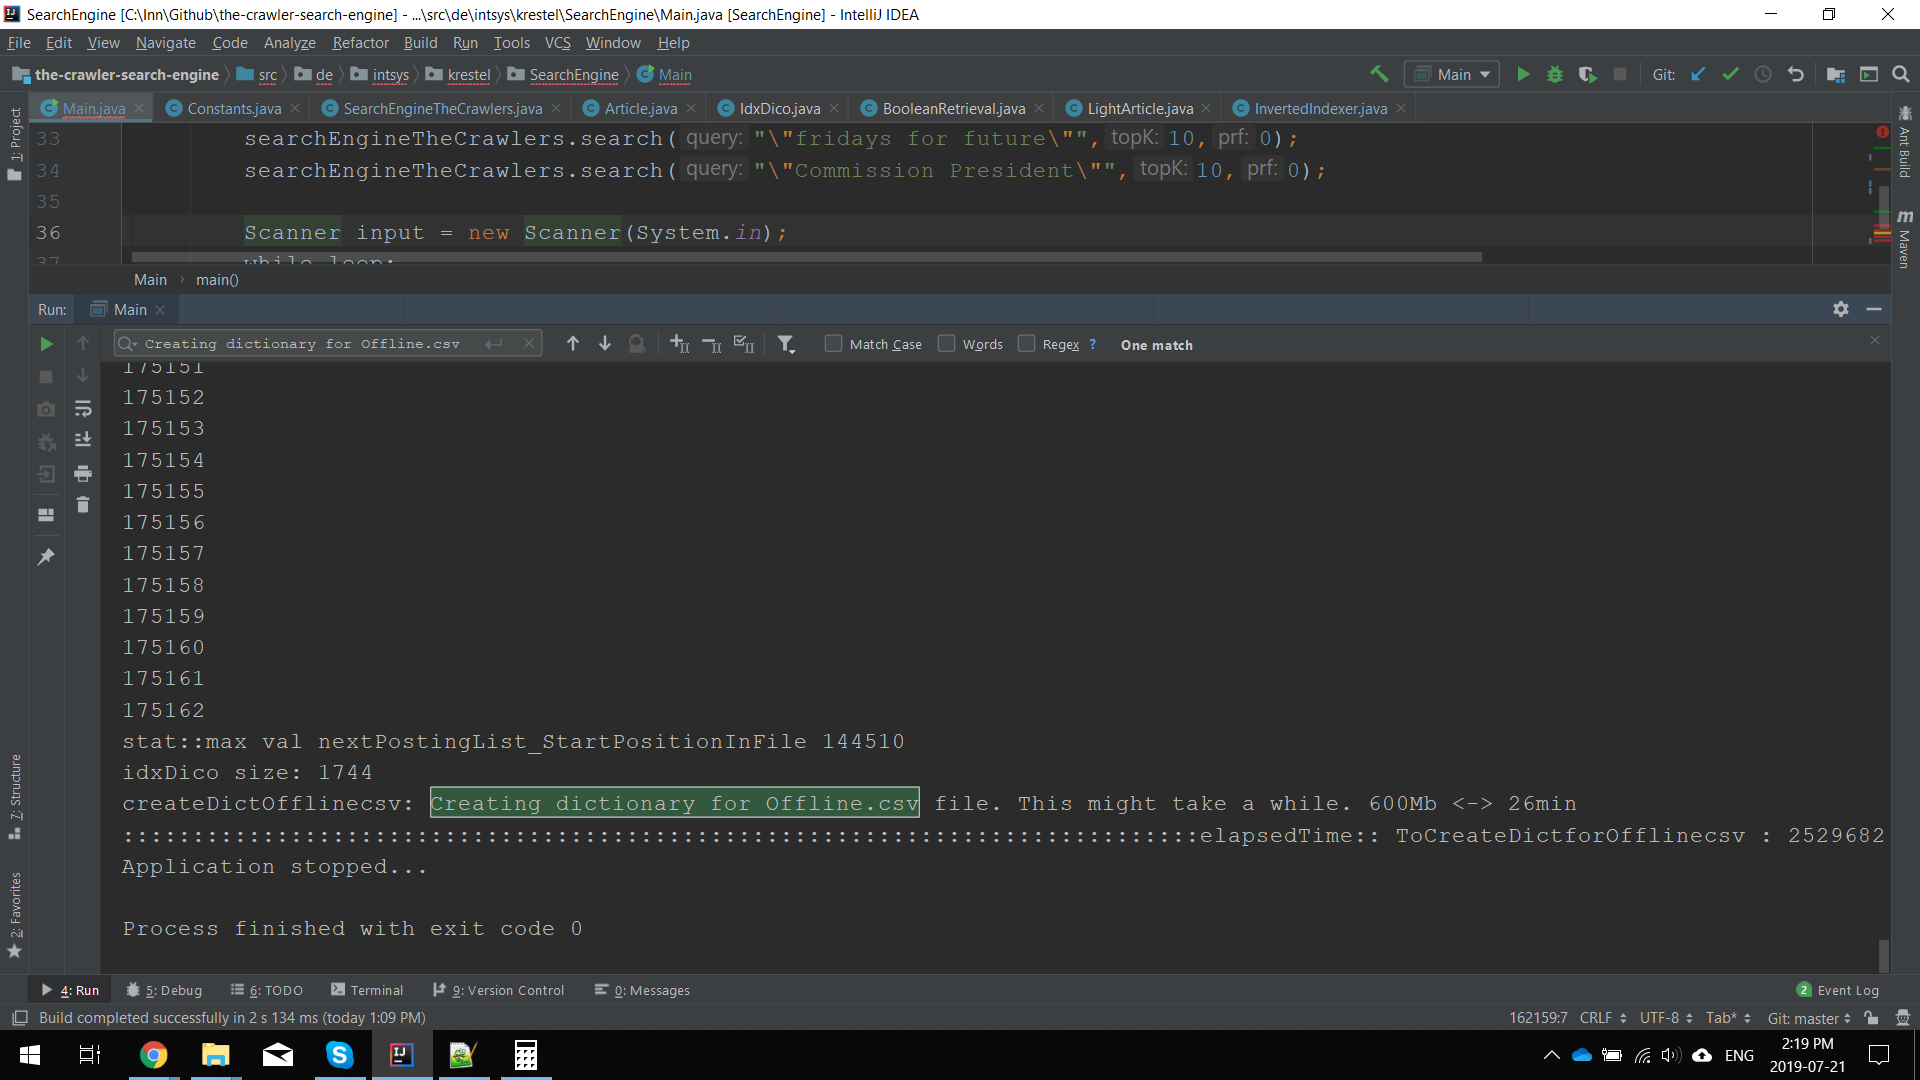 SearchEngine [C:\Inn\Github\the-crawler-search-engine] - ...\src\de\intsys\krestel\SearchEngine\Main.java [SearchEngine] - IntelliJ IDEA
File Edit View Navigate Code Analyze Refactor Build Run Tools VCS Window Help
the-crawler-search-engine src de intsys krestel SearchEngine Main Main Git:
Main.java Constants.java SearchEngineTheCrawlers.java Article.java IdxDico.java BooleanRetrieval.java LightArticle.java InvertedIndexer.java
33 searchEngineTheCrawlers.search( query: "\"fridays for future\"", topK: 10, prf: 0);
34 searchEngineTheCrawlers.search( query: "\"Commission President\"", topK: 10, prf: 0);
35
36 Scanner input = new Scanner(System.in);
37 while loop:
Main main()
Run: Main
Creating dictionary for Offline.csv Match Case Words Regex ? One match
175151
175152
175153
175154
175155
175156
175157
175158
175159
175160
175161
175162
stat::max val nextPostingList_StartPositionInFile 144510
idxDico size: 1744
createDictOfflinecsv: Creating dictionary for Offline.csv file. This might take a while. 600Mb <-> 26min
:::::::::::::::::::::::::::::::::::::::::::::::::::::::::::::::::::::::::::::elapsedTime:: ToCreateDictforOfflinecsv : 2529682
Application stopped...
Process finished with exit code 0
1: Project
7: Structure
2: Favorites
Ant Build
m Maven
4: Run 5: Debug 6: TODO Terminal 9: Version Control 0: Messages 2 Event Log
Build completed successfully in 2 s 134 ms (today 1:09 PM) 162159:7 CRLF UTF-8 Tab* Git: master
ENG 2:19 PM
2019-07-21